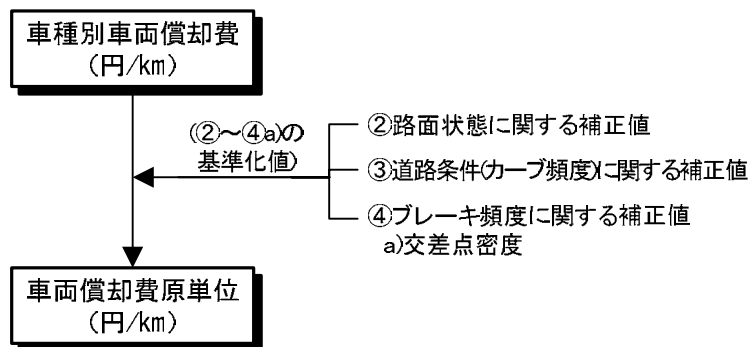 車種別車両償却費
(円/km)
(②～④a)の
基準化値)
②路面状態に関する補正値
③道路条件(カーブ頻度)に関する補正値
④ブレーキ頻度に関する補正値
a)交差点密度
車両償却費原単位
(円/km)